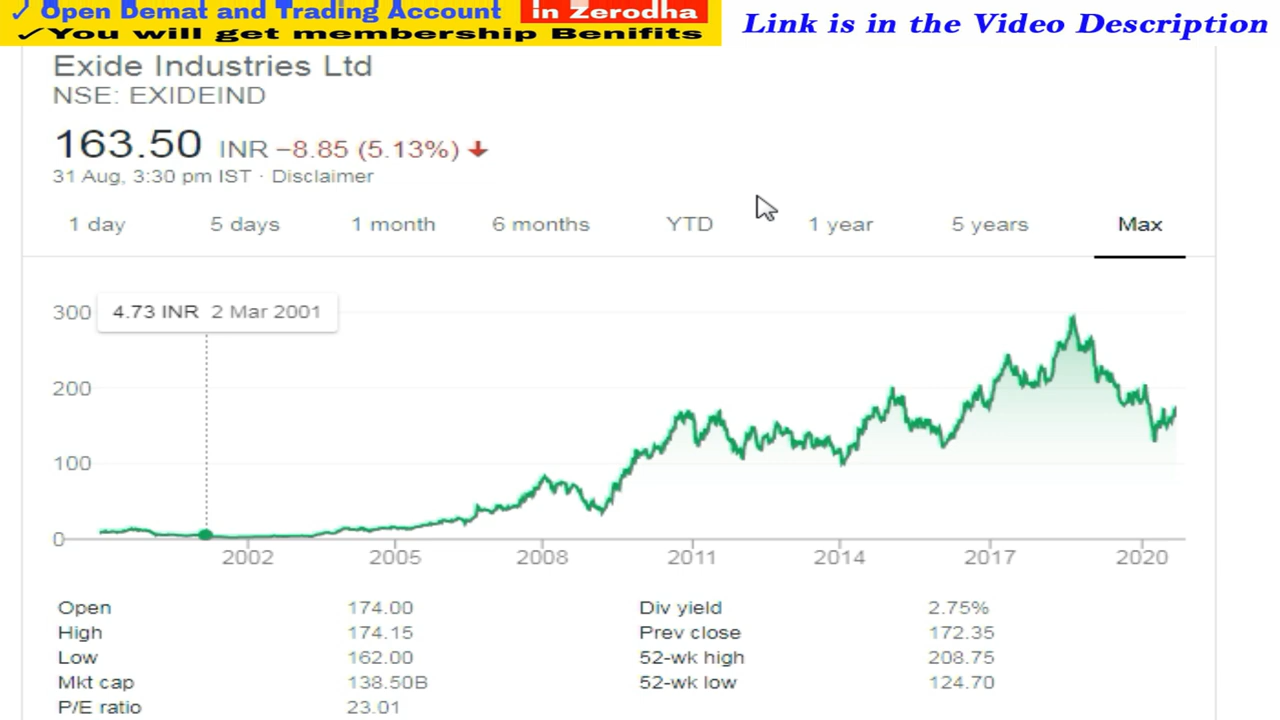 ✓ Open Demat and Trading Account In Zerodha
✓You will get membership Benifits
Link is in the Video Description
Exide Industries Ltd
NSE: EXIDEIND
163.50 INR −8.85 (5.13%) ↓
31 Aug, 3:30 pm IST · Disclaimer
1 day 5 days 1 month 6 months YTD 1 year 5 years Max
300
4.73 INR 2 Mar 2001
200
100
0
2002 2005 2008 2011 2014 2017 2020
Open 174.00 Div yield 2.75%
High 174.15 Prev close 172.35
Low 162.00 52-wk high 208.75
Mkt cap 138.50B 52-wk low 124.70
P/E ratio 23.01